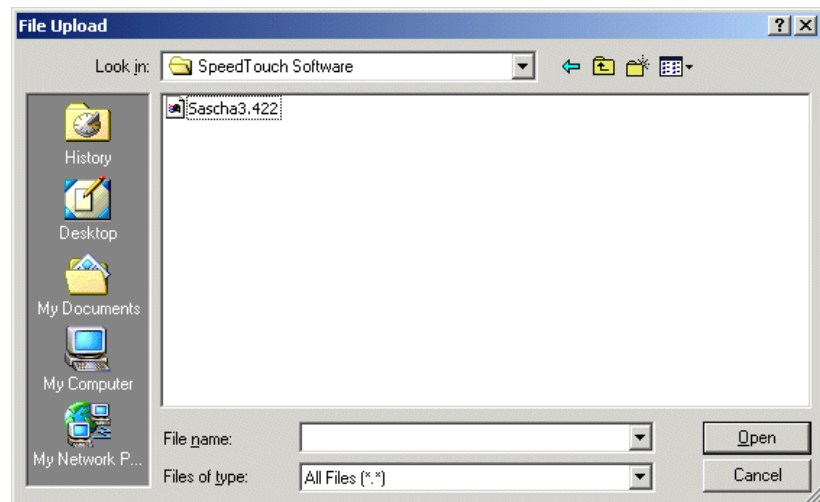 File Upload
Look in:
SpeedTouch Software
History
Desktop
My Documents
My Computer
My Network P...
Sascha3.422
File name:
Open
Files of type:
All Files (*.*)
Cancel